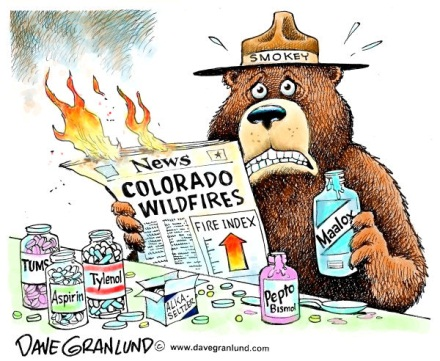 SMOKEY
News
COLORADO
WILDFIRES
FIRE INDEX
Maalox
TUMS
Aspirin
Tylenol
ALKA
SELTZER
Pepto
Bismol
DAVE GRANLUND © www.davegranlund.com